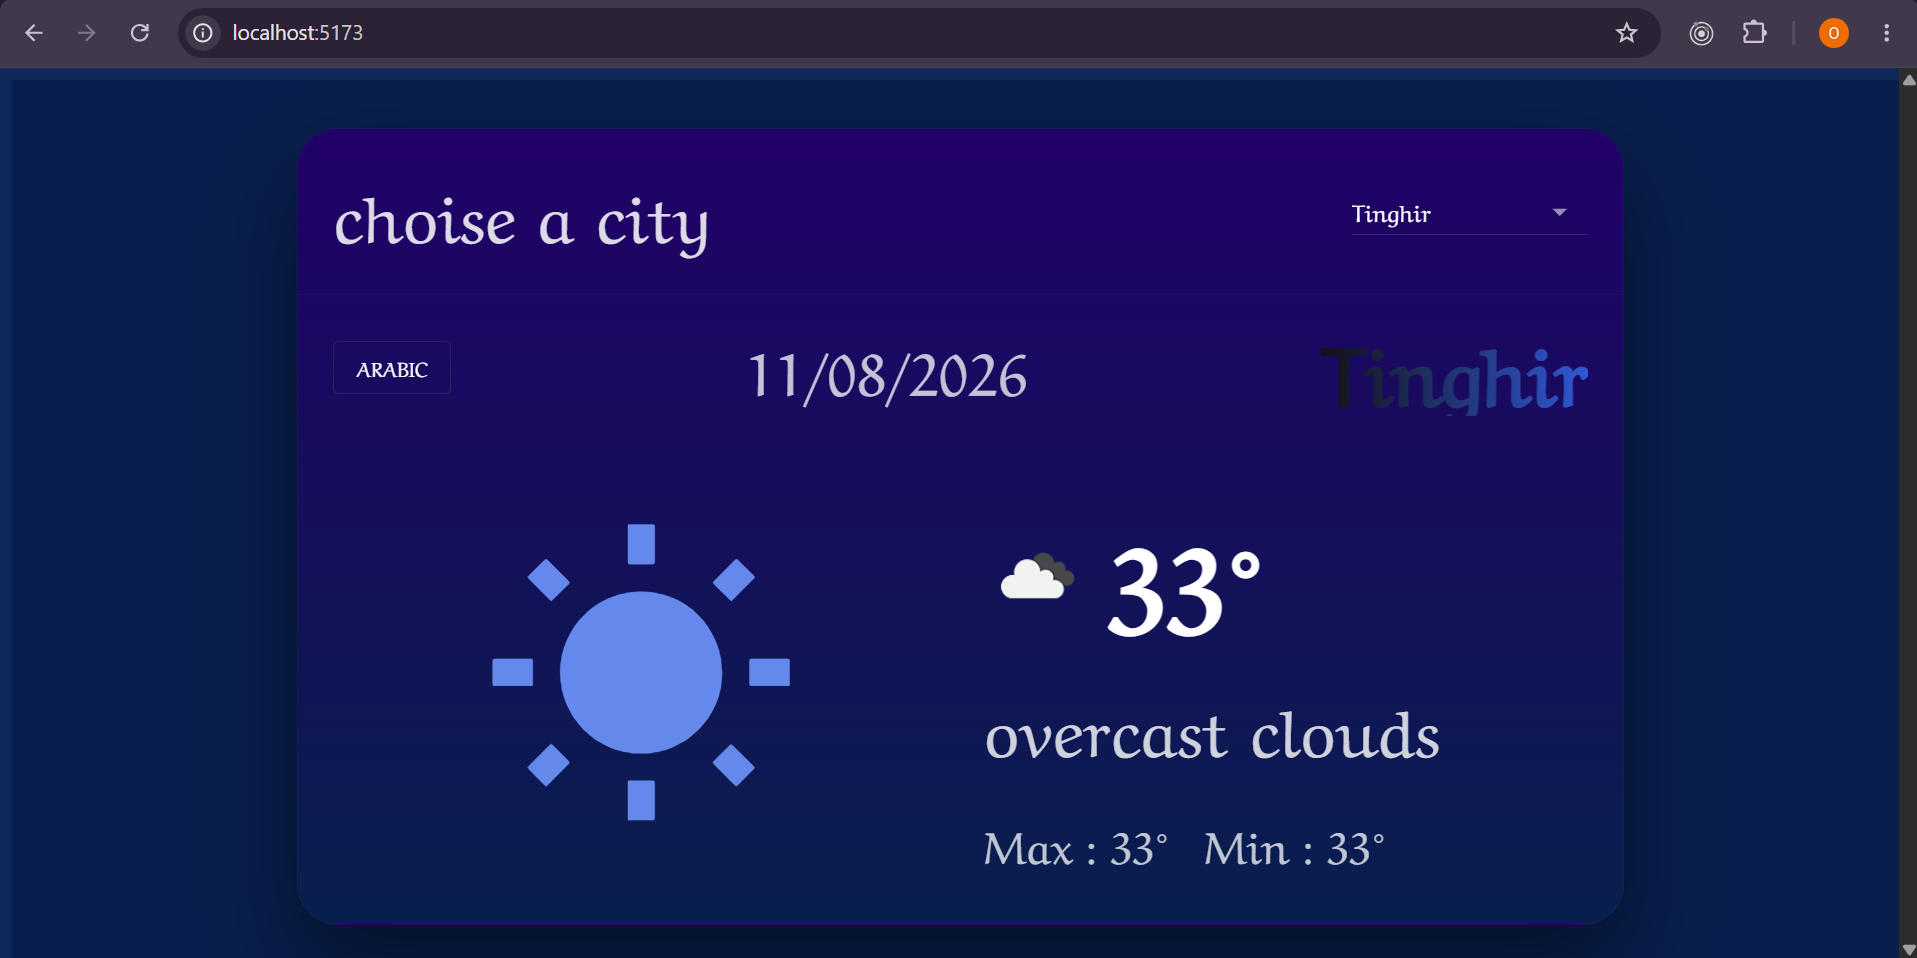 localhost:5173
O
choise a city
Tinghir
ARABIC
11/08/2026
Tinghir
33°
overcast clouds
Max : 33° Min : 33°